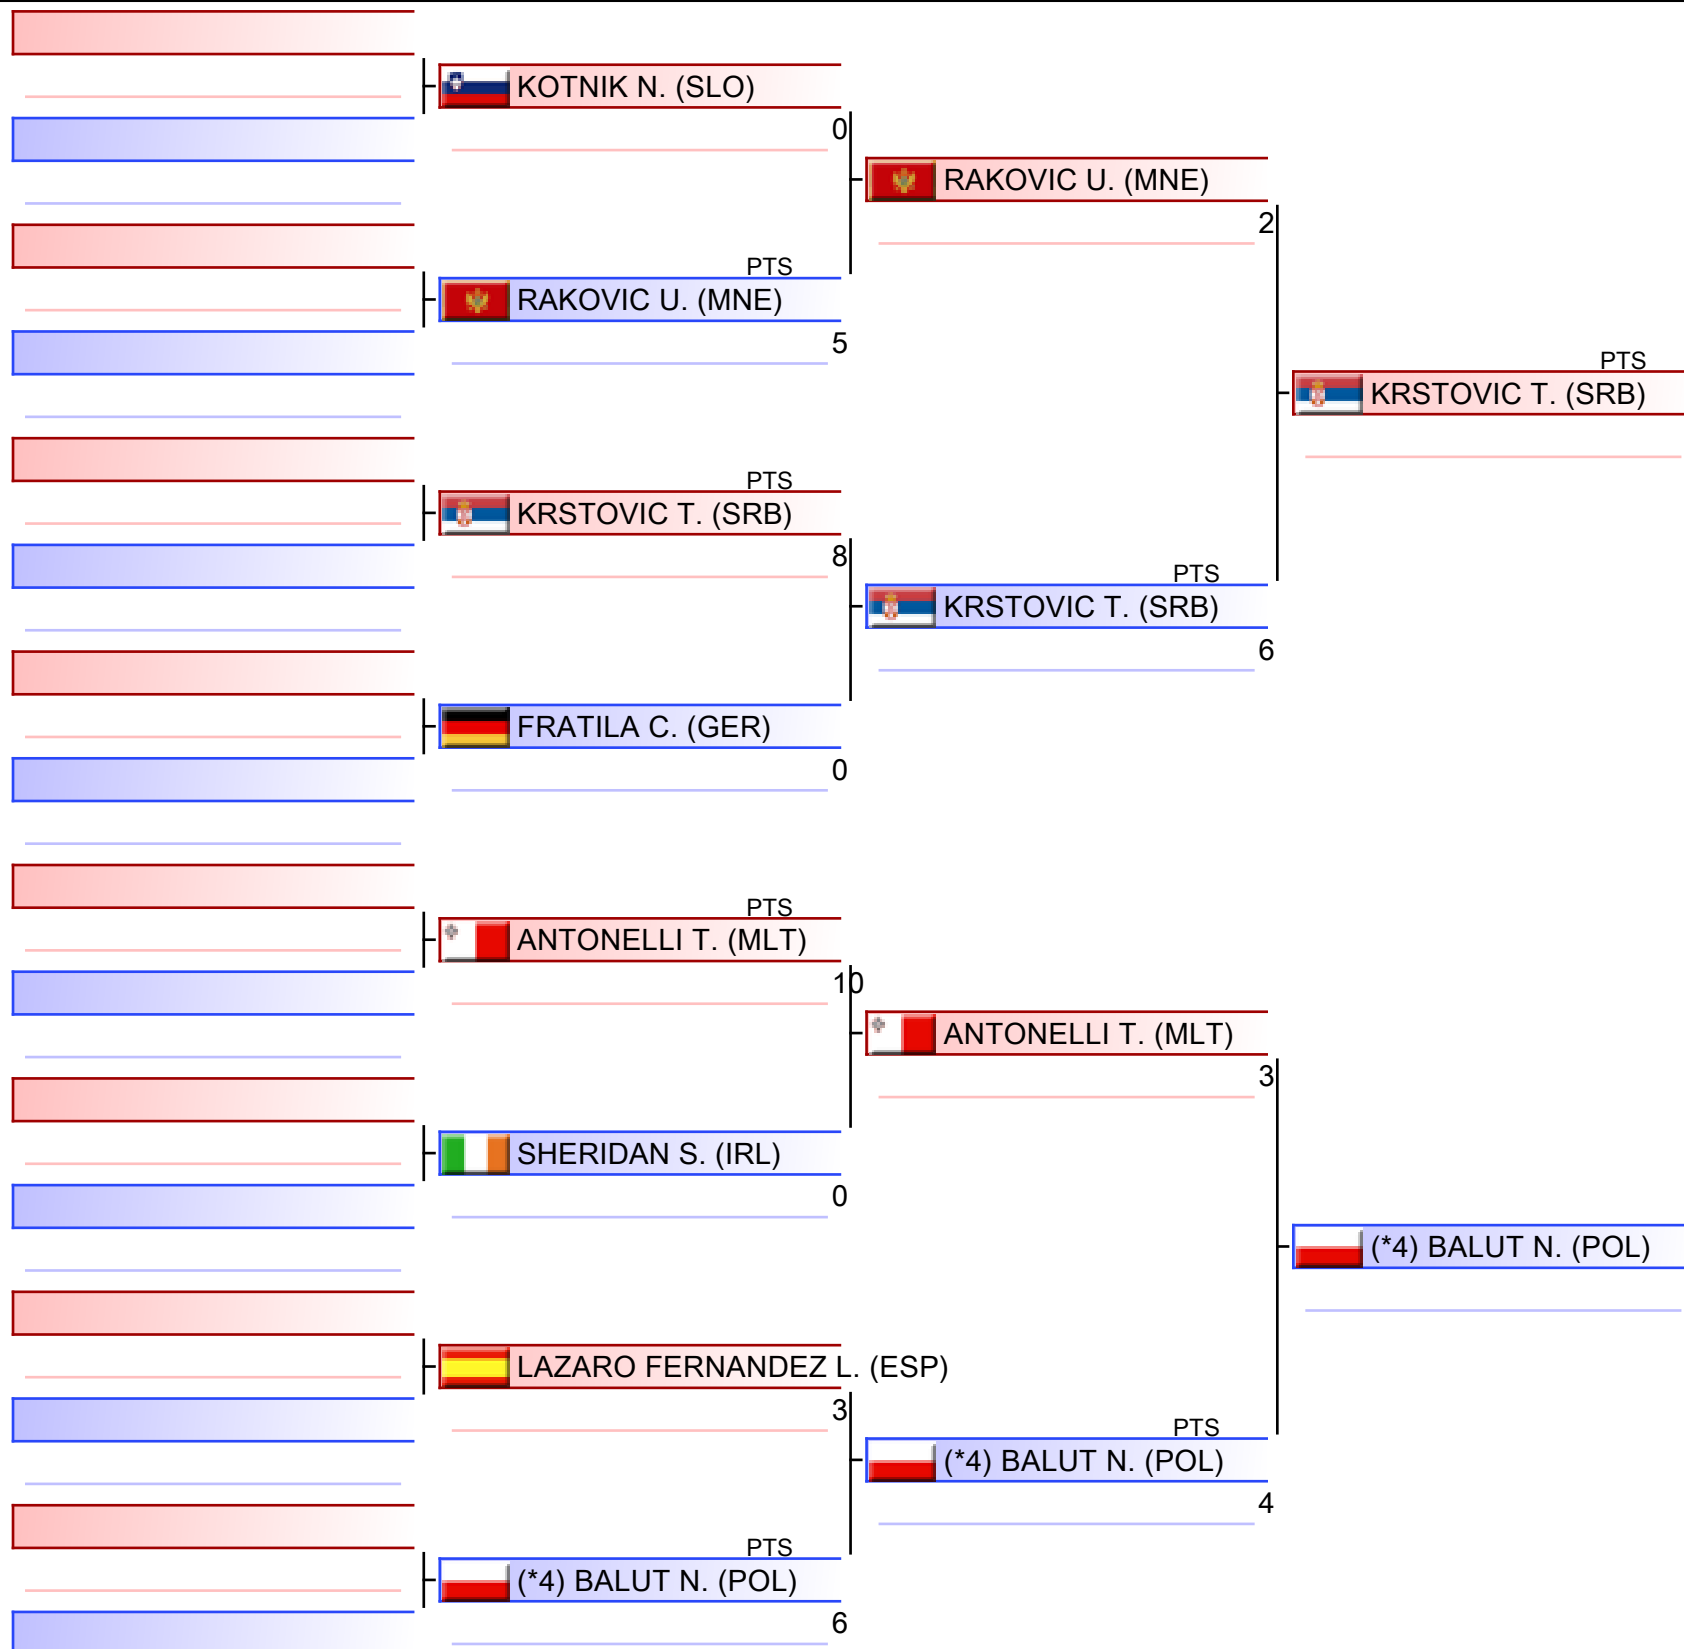 KOTNIK N. (SLO)
0
RAKOVIC U. (MNE)
2
PTS
RAKOVIC U. (MNE)
5
PTS
KRSTOVIC T. (SRB)
PTS
KRSTOVIC T. (SRB)
8
PTS
KRSTOVIC T. (SRB)
6
FRATILA C. (GER)
0
PTS
ANTONELLI T. (MLT)
10
ANTONELLI T. (MLT)
3
SHERIDAN S. (IRL)
0
(*4) BALUT N. (POL)
LAZARO FERNANDEZ L. (ESP)
3
PTS
(*4) BALUT N. (POL)
4
PTS
(*4) BALUT N. (POL)
6